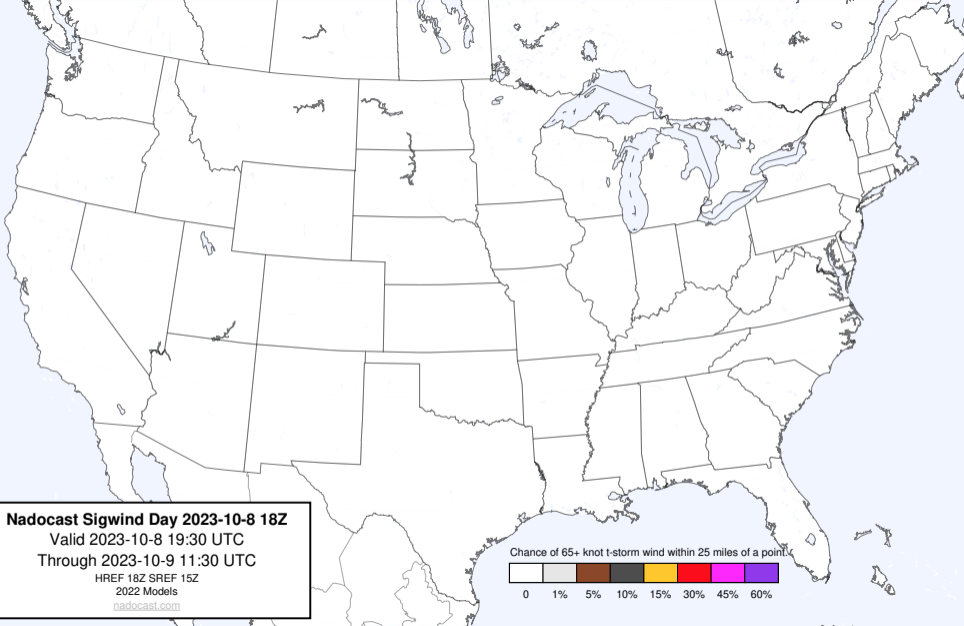 Nadocast Sigwind Day 2023-10-8 18Z
Valid 2023-10-8 19:30 UTC
Through 2023-10-9 11:30 UTC
HREF 18Z SREF 15Z
2022 Models
nadocast.com
Chance of 65+ knot t-storm wind within 25 miles of a point.
0 1% 5% 10% 15% 30% 45% 60%